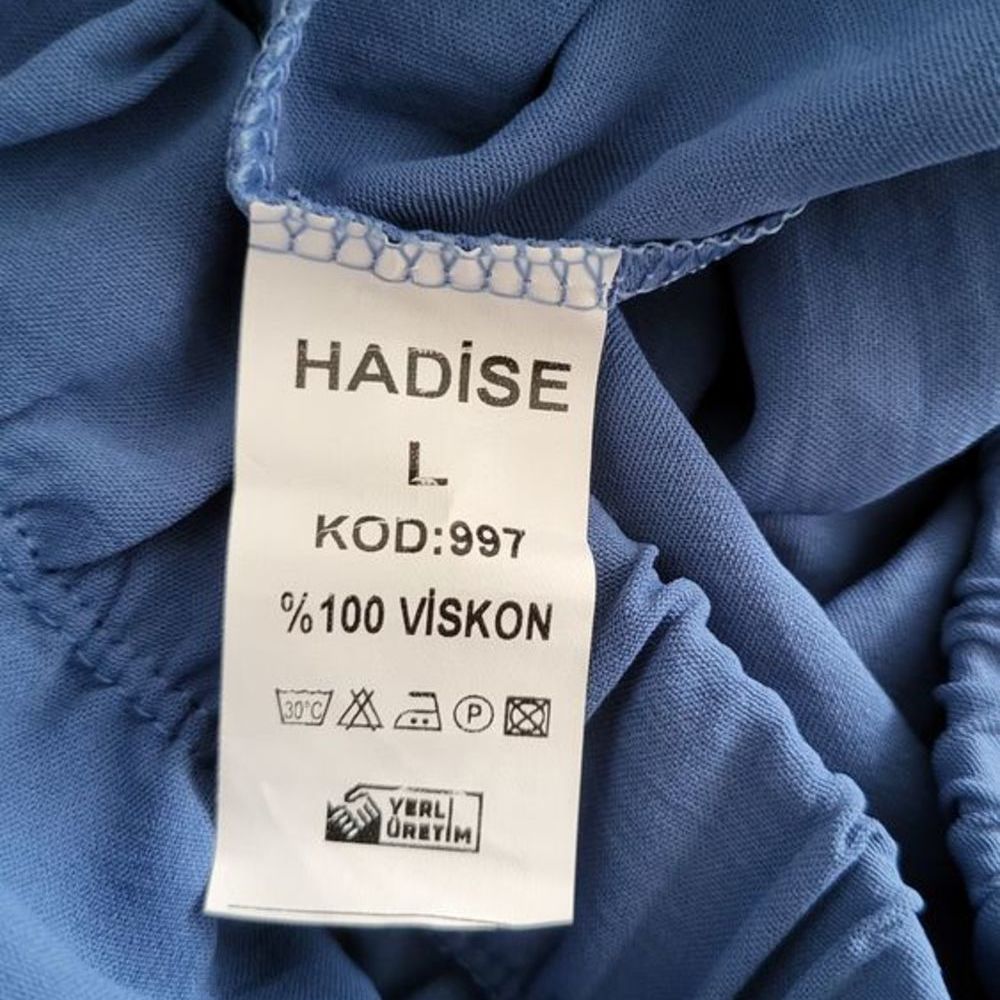 HADİSE
L
KOD:997
%100 VİSKON
30°C P
YERLİ
ÜRETİM